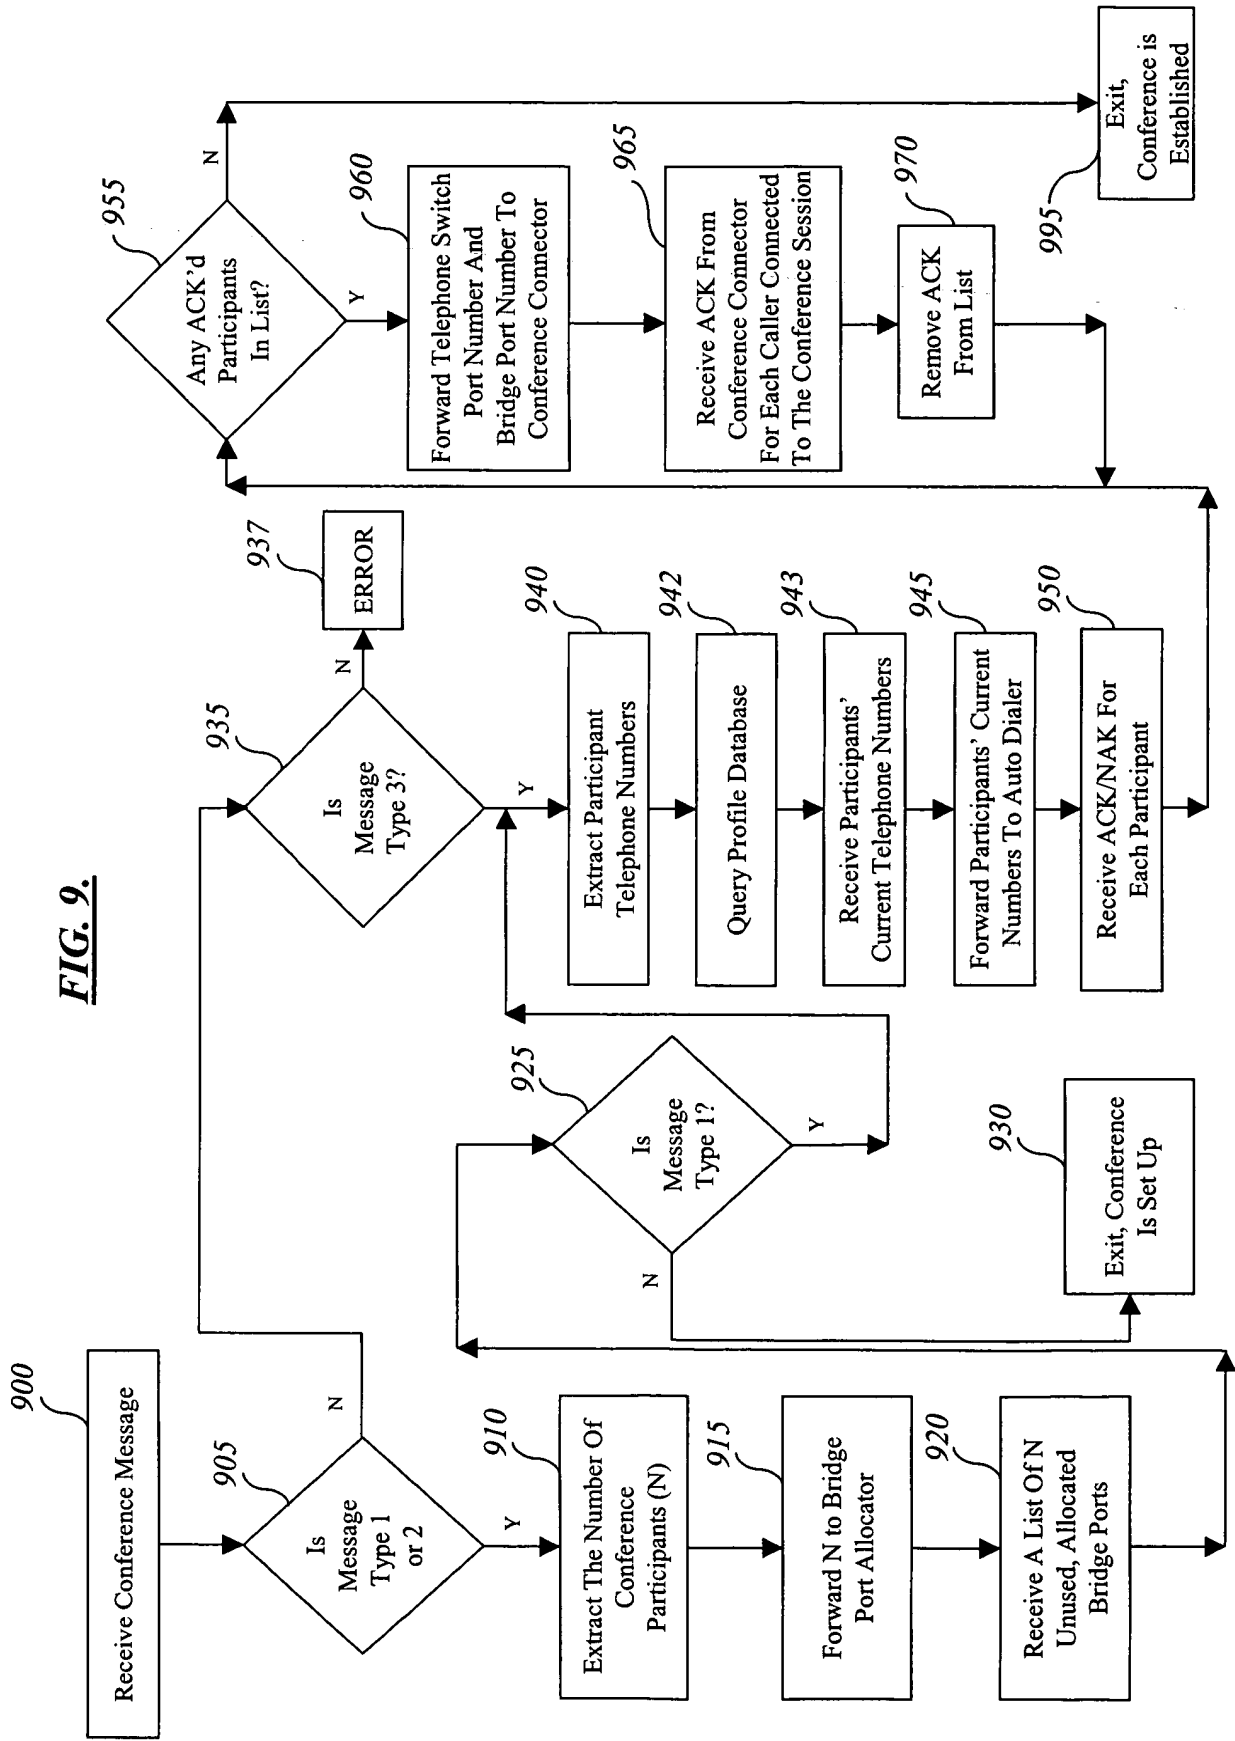 FIG. 9.
900
Receive Conference Message
905
Is
Message
Type 1
or 2
N
Y
910
Extract The Number Of
Conference
Participants (N)
915
Forward N to Bridge
Port Allocator
920
Receive A List Of N
Unused, Allocated
Bridge Ports
925
Is
Message
Type 1?
N
Y
930
Exit, Conference
Is Set Up
935
Is
Message
Type 3?
N
Y
937
ERROR
940
Extract Participant
Telephone Numbers
942
Query Profile Database
943
Receive Participants'
Current Telephone Numbers
945
Forward Participants' Current
Numbers To Auto Dialer
950
Receive ACK/NAK For
Each Participant
955
Any ACK'd
Participants
In List?
N
Y
960
Forward Telephone Switch
Port Number And
Bridge Port Number To
Conference Connector
965
Receive ACK From
Conference Connector
For Each Caller Connected
To The Conference Session
970
Remove ACK
From List
995
Exit,
Conference is
Established